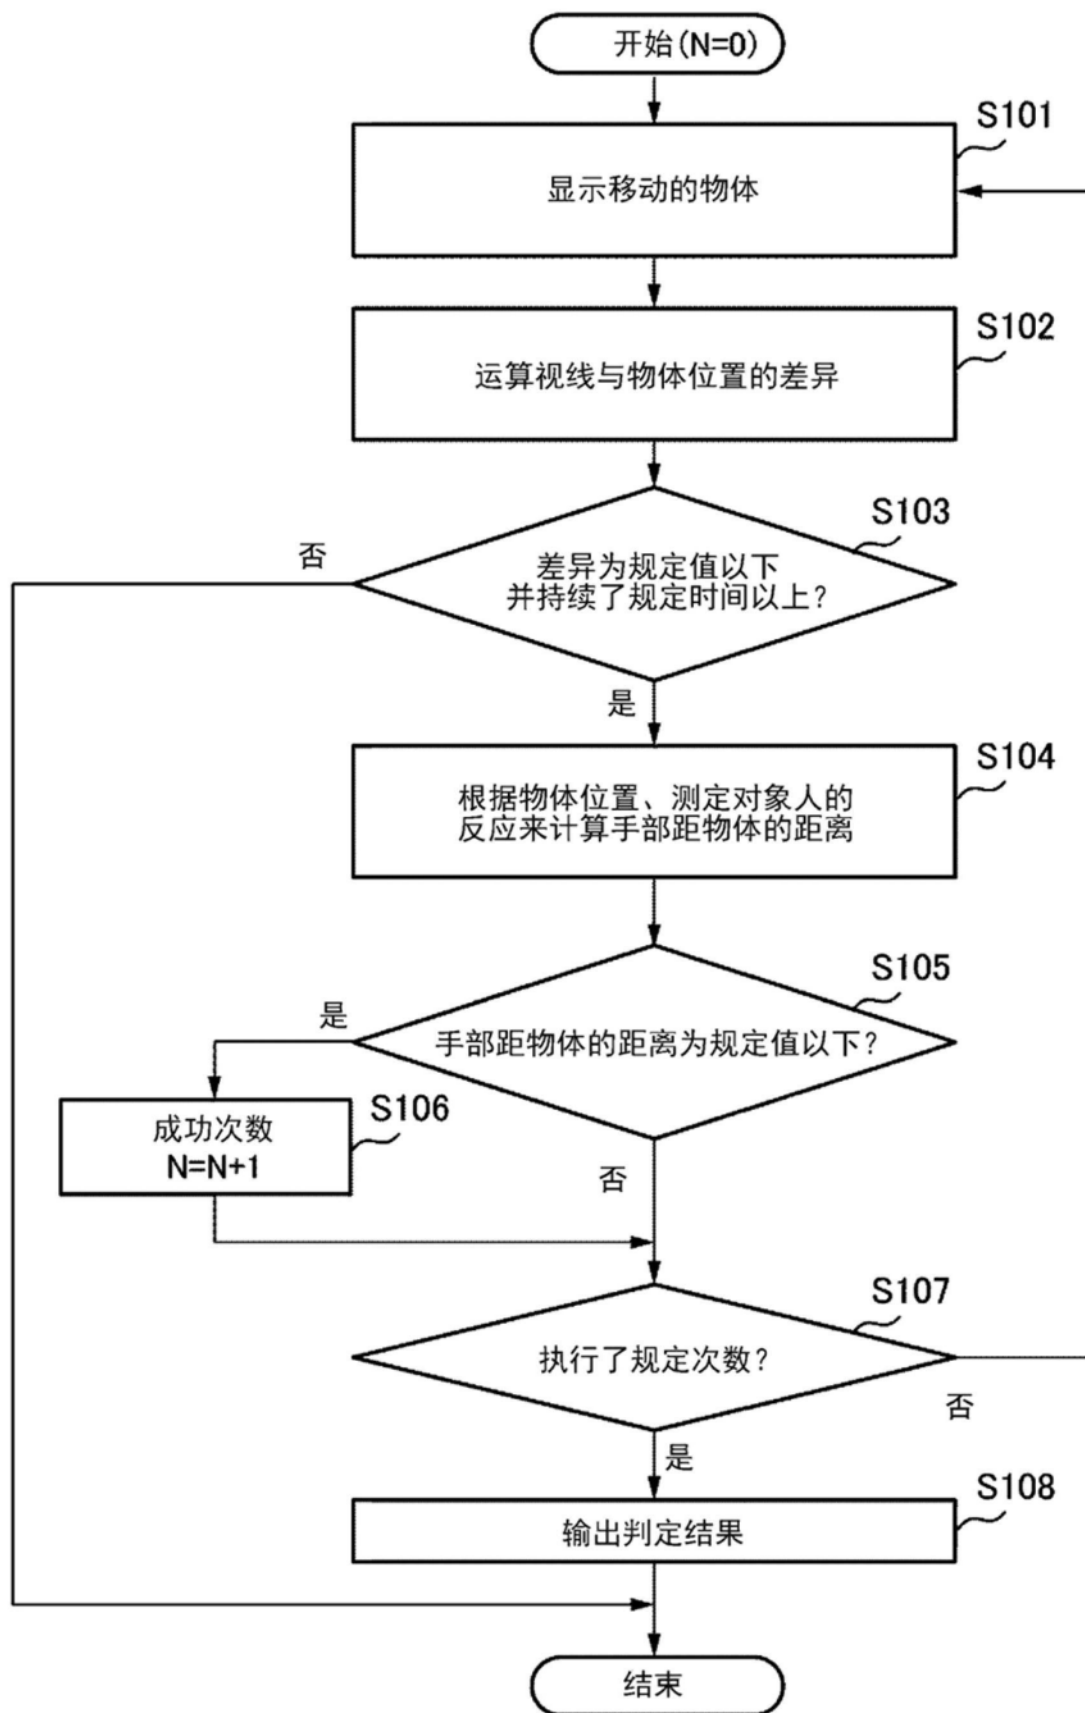 开始(N=0)
S101
显示移动的物体
S102
运算视线与物体位置的差异
S103
否
差异为规定值以下
并持续了规定时间以上?
是
S104
根据物体位置、测定对象人的
反应来计算手部距物体的距离
S105
是
手部距物体的距离为规定值以下?
S106
成功次数
N=N+1
否
S107
执行了规定次数?
否
是
S108
输出判定结果
结束